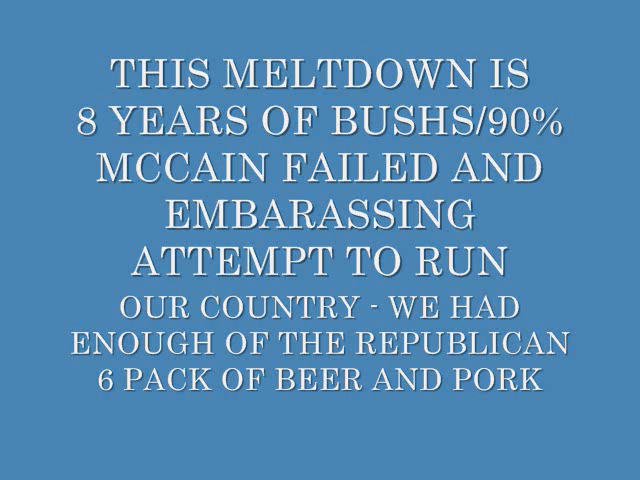 THIS MELTDOWN IS
8 YEARS OF BUSHS/90%
MCCAIN FAILED AND
EMBARASSING
ATTEMPT TO RUN
OUR COUNTRY - WE HAD
ENOUGH OF THE REPUBLICAN
6 PACK OF BEER AND PORK